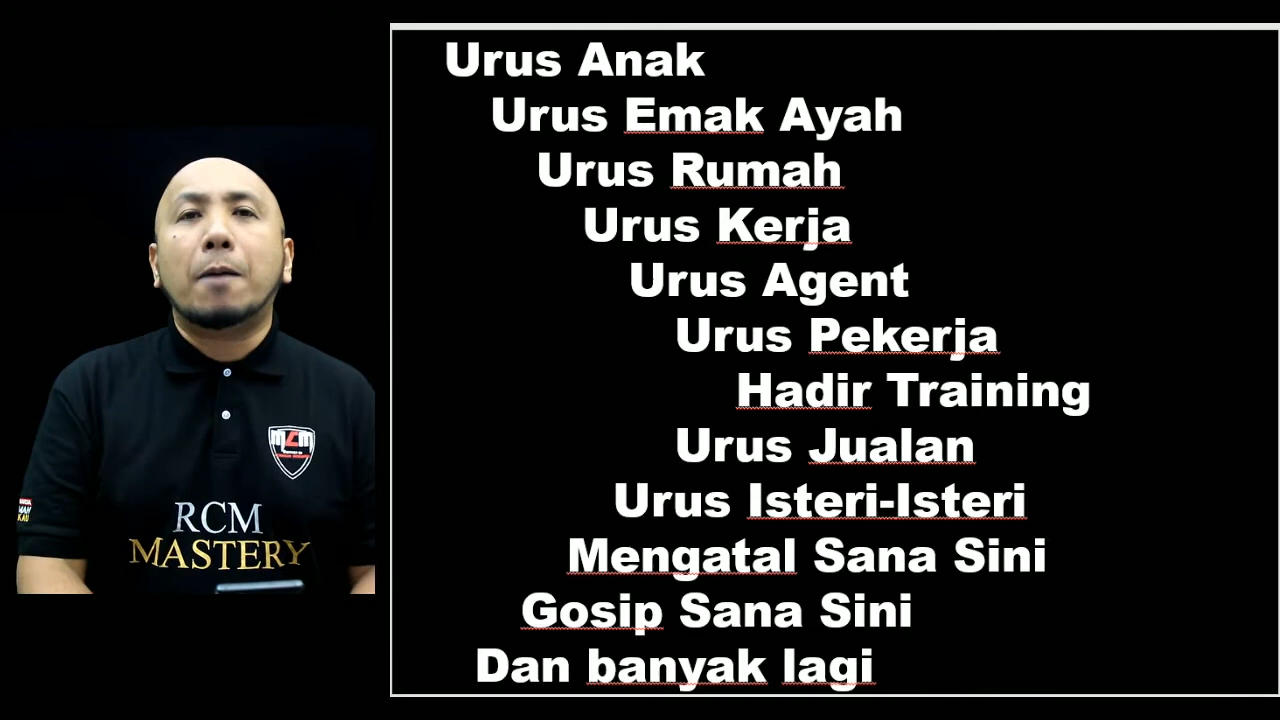 Urus Anak
Urus Emak Ayah
Urus Rumah
Urus Kerja
Urus Agent
Urus Pekerja
Hadir Training
Urus Jualan
Urus Isteri-Isteri
Mengatal Sana Sini
Gosip Sana Sini
Dan banyak lagi
RCM
MASTERY